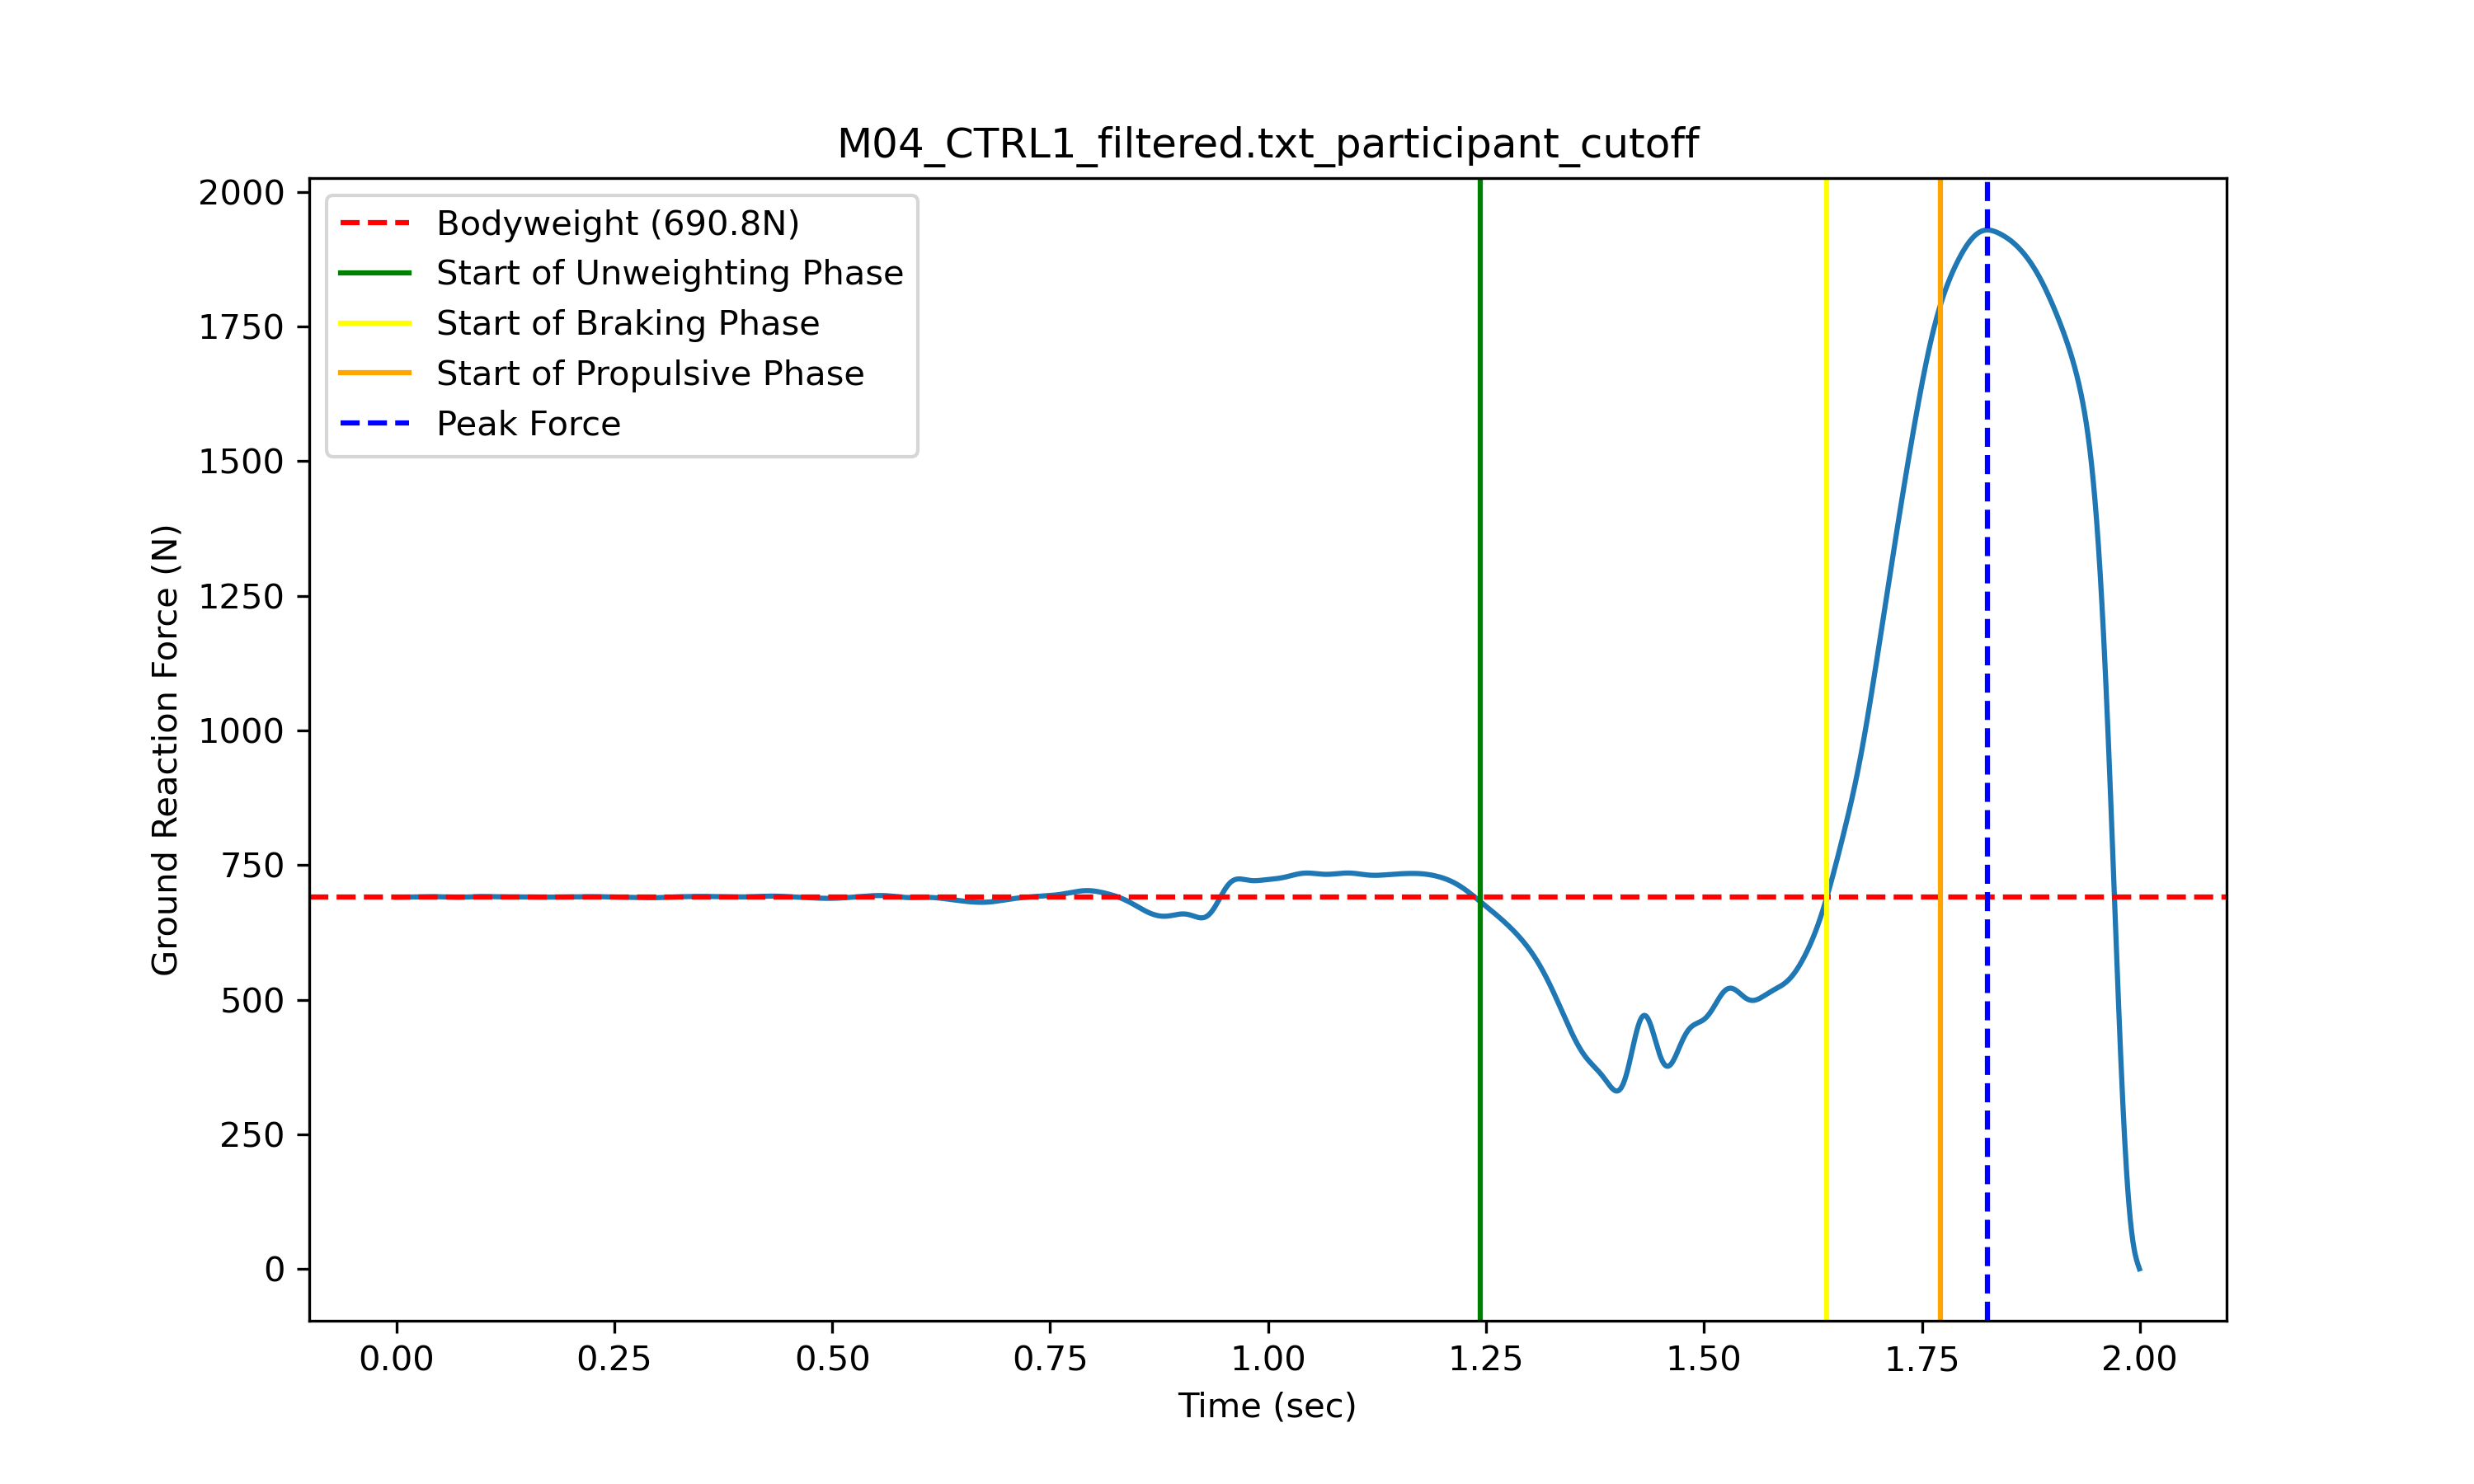 M04_CTRL1_filtered.txt_participant_cutoff
2000
1750
1500
1250
1000
750
500
250
0
Ground Reaction Force (N)
Bodyweight (690.8N)
Start of Unweighting Phase
Start of Braking Phase
Start of Propulsive Phase
Peak Force
0.00 0.25 0.50 0.75 1.00 1.25 1.50 1.75 2.00
Time (sec)